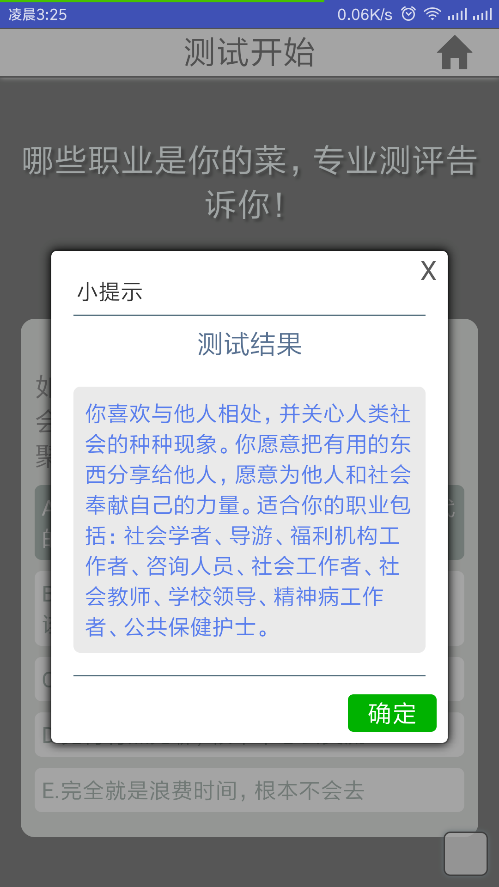 凌晨3:25
0.06K/s
测试开始
哪些职业是你的菜，专业测评告
诉你！
X
小提示
测试结果
你喜欢与他人相处，并关心人类社
会的种种现象。你愿意把有用的东
西分享给他人，愿意为他人和社会
奉献自己的力量。适合你的职业包
括：社会学者、导游、福利机构工
作者、咨询人员、社会工作者、社
会教师、学校领导、精神病工作
者、公共保健护士。
确定
E.完全就是浪费时间，根本不会去